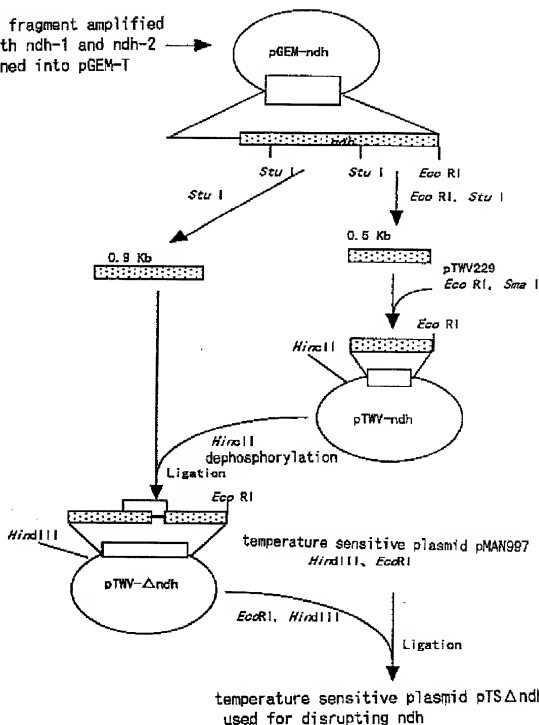 fragment amplified
th ndh-1 and ndh-2
ned into pGEM-T
pGEM-ndh
ndh
Stu I
Stu I
Eco RI
Stu I
Eco RI, Stu I
0.9 Kb
0.5 Kb
pTWV229
Eco RI, Sma I
Eco RI
HincII
pTWV-ndh
HincII
dephosphorylation
Ligation
Eco RI
HindIII
temperature sensitive plasmid pMAN997
HindIII、EcoRI
pTWV-Δndh
EcoRI, HindIII
Ligation
temperature sensitive plasmid pTSΔndh
used for disrupting ndh